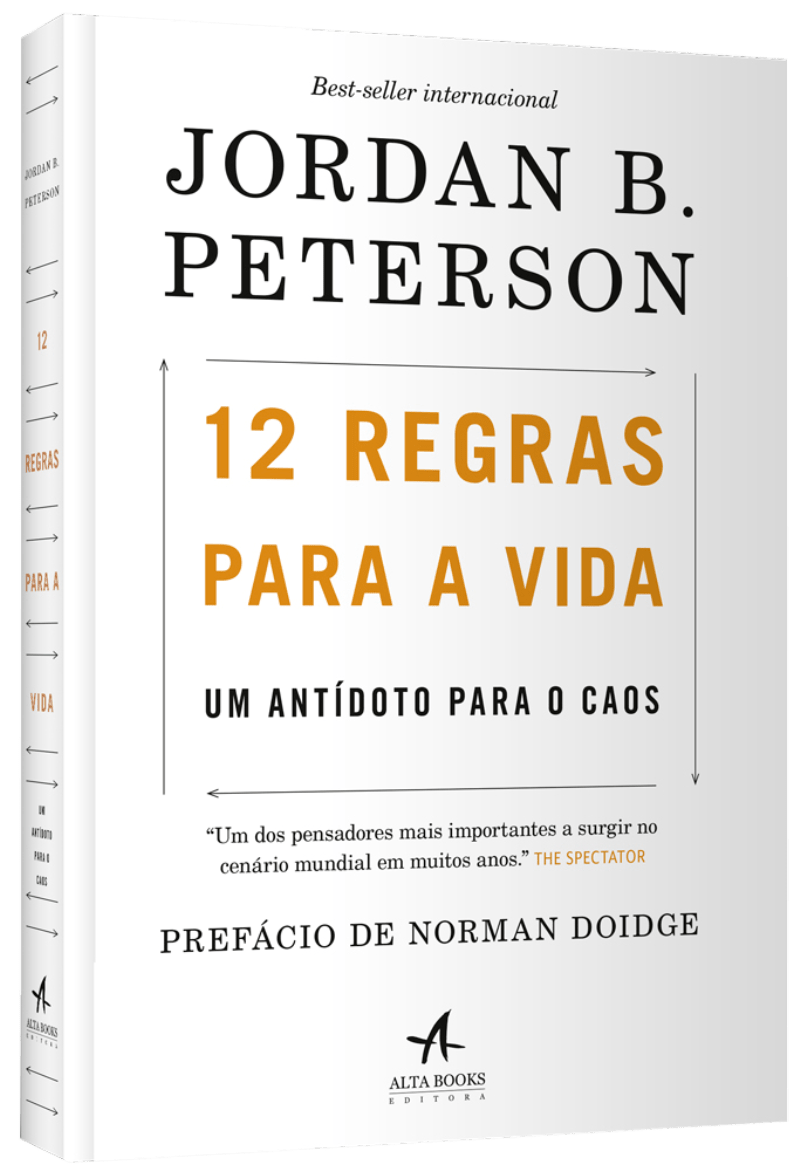 Best-seller internacional
JORDAN B.
PETERSON
12 REGRAS
PARA A VIDA
UM ANTÍDOTO PARA O CAOS
“Um dos pensadores mais importantes a surgir no
cenário mundial em muitos anos.” THE SPECTATOR
PREFÁCIO DE NORMAN DOIDGE
A
ALTA BOOKS
EDITORA
JORDAN B.
PETERSON
12
REGRAS
PARA A
VIDA
UM
ANTÍDOTO
PARA O
CAOS
A
ALTA BOOKS
EDITORA